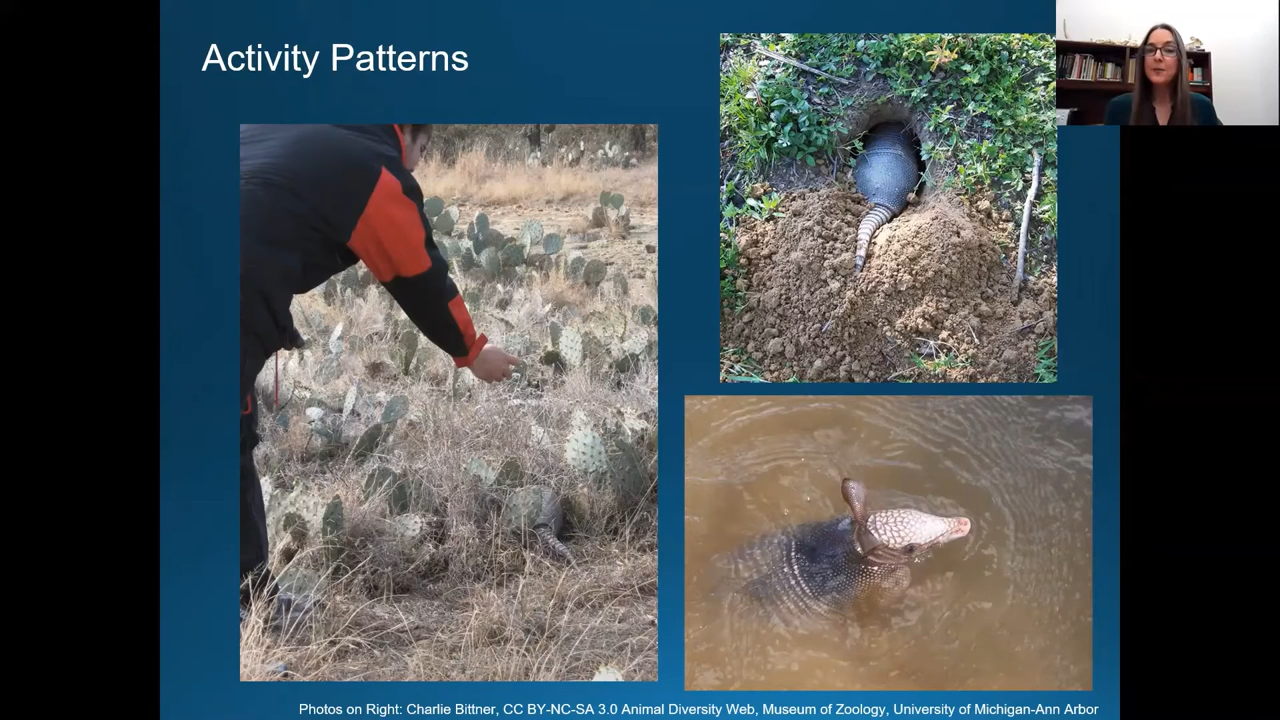 Activity Patterns
Photos on Right: Charlie Bittner, CC BY-NC-SA 3.0 Animal Diversity Web, Museum of Zoology, University of Michigan-Ann Arbor